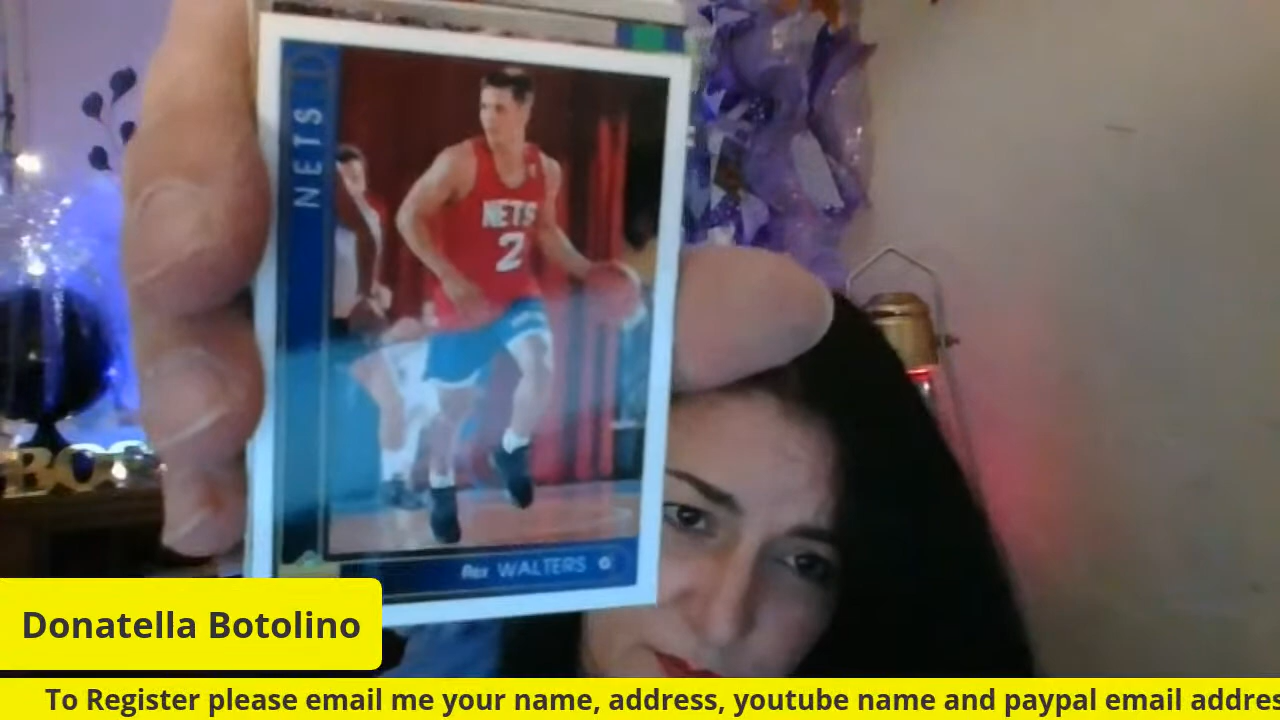 NETS
NETS
2
Rex WALTERS G
BO
Donatella Botolino
To Register please email me your name, address, youtube name and paypal email addres